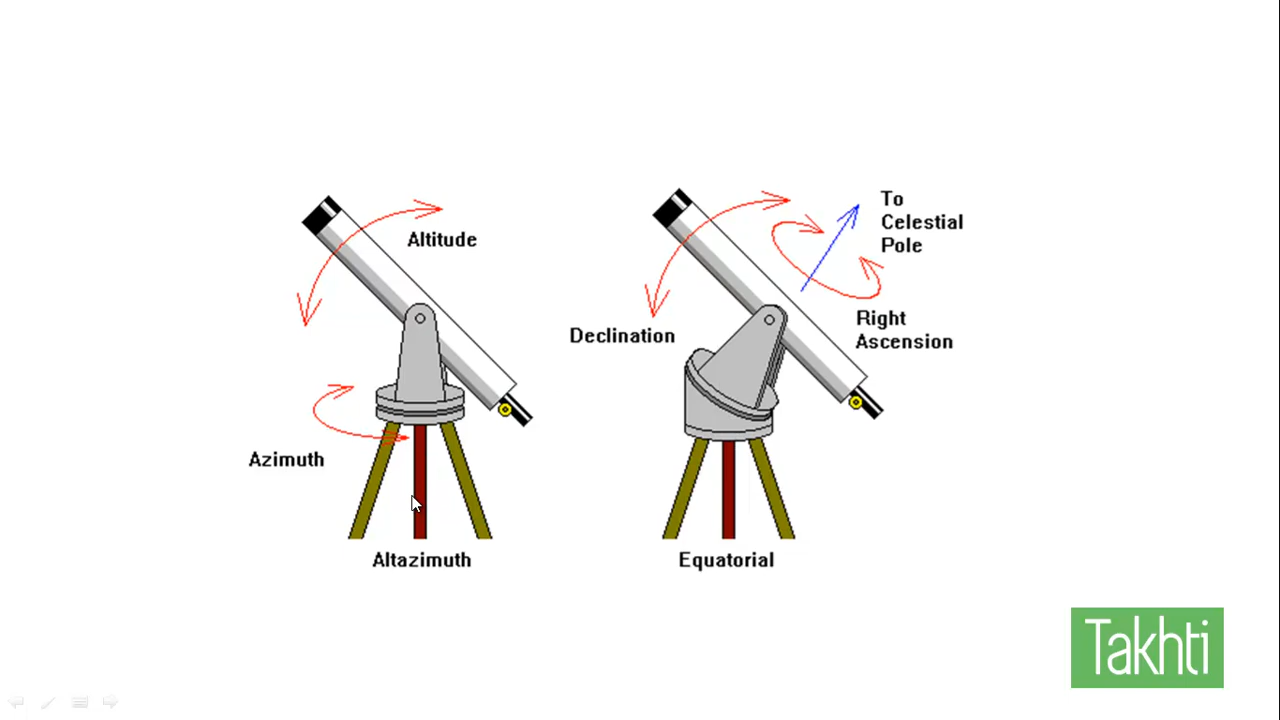 Altitude
Azimuth
Altazimuth
To
Celestial
Pole
Declination
Right
Ascension
Equatorial
Takhti